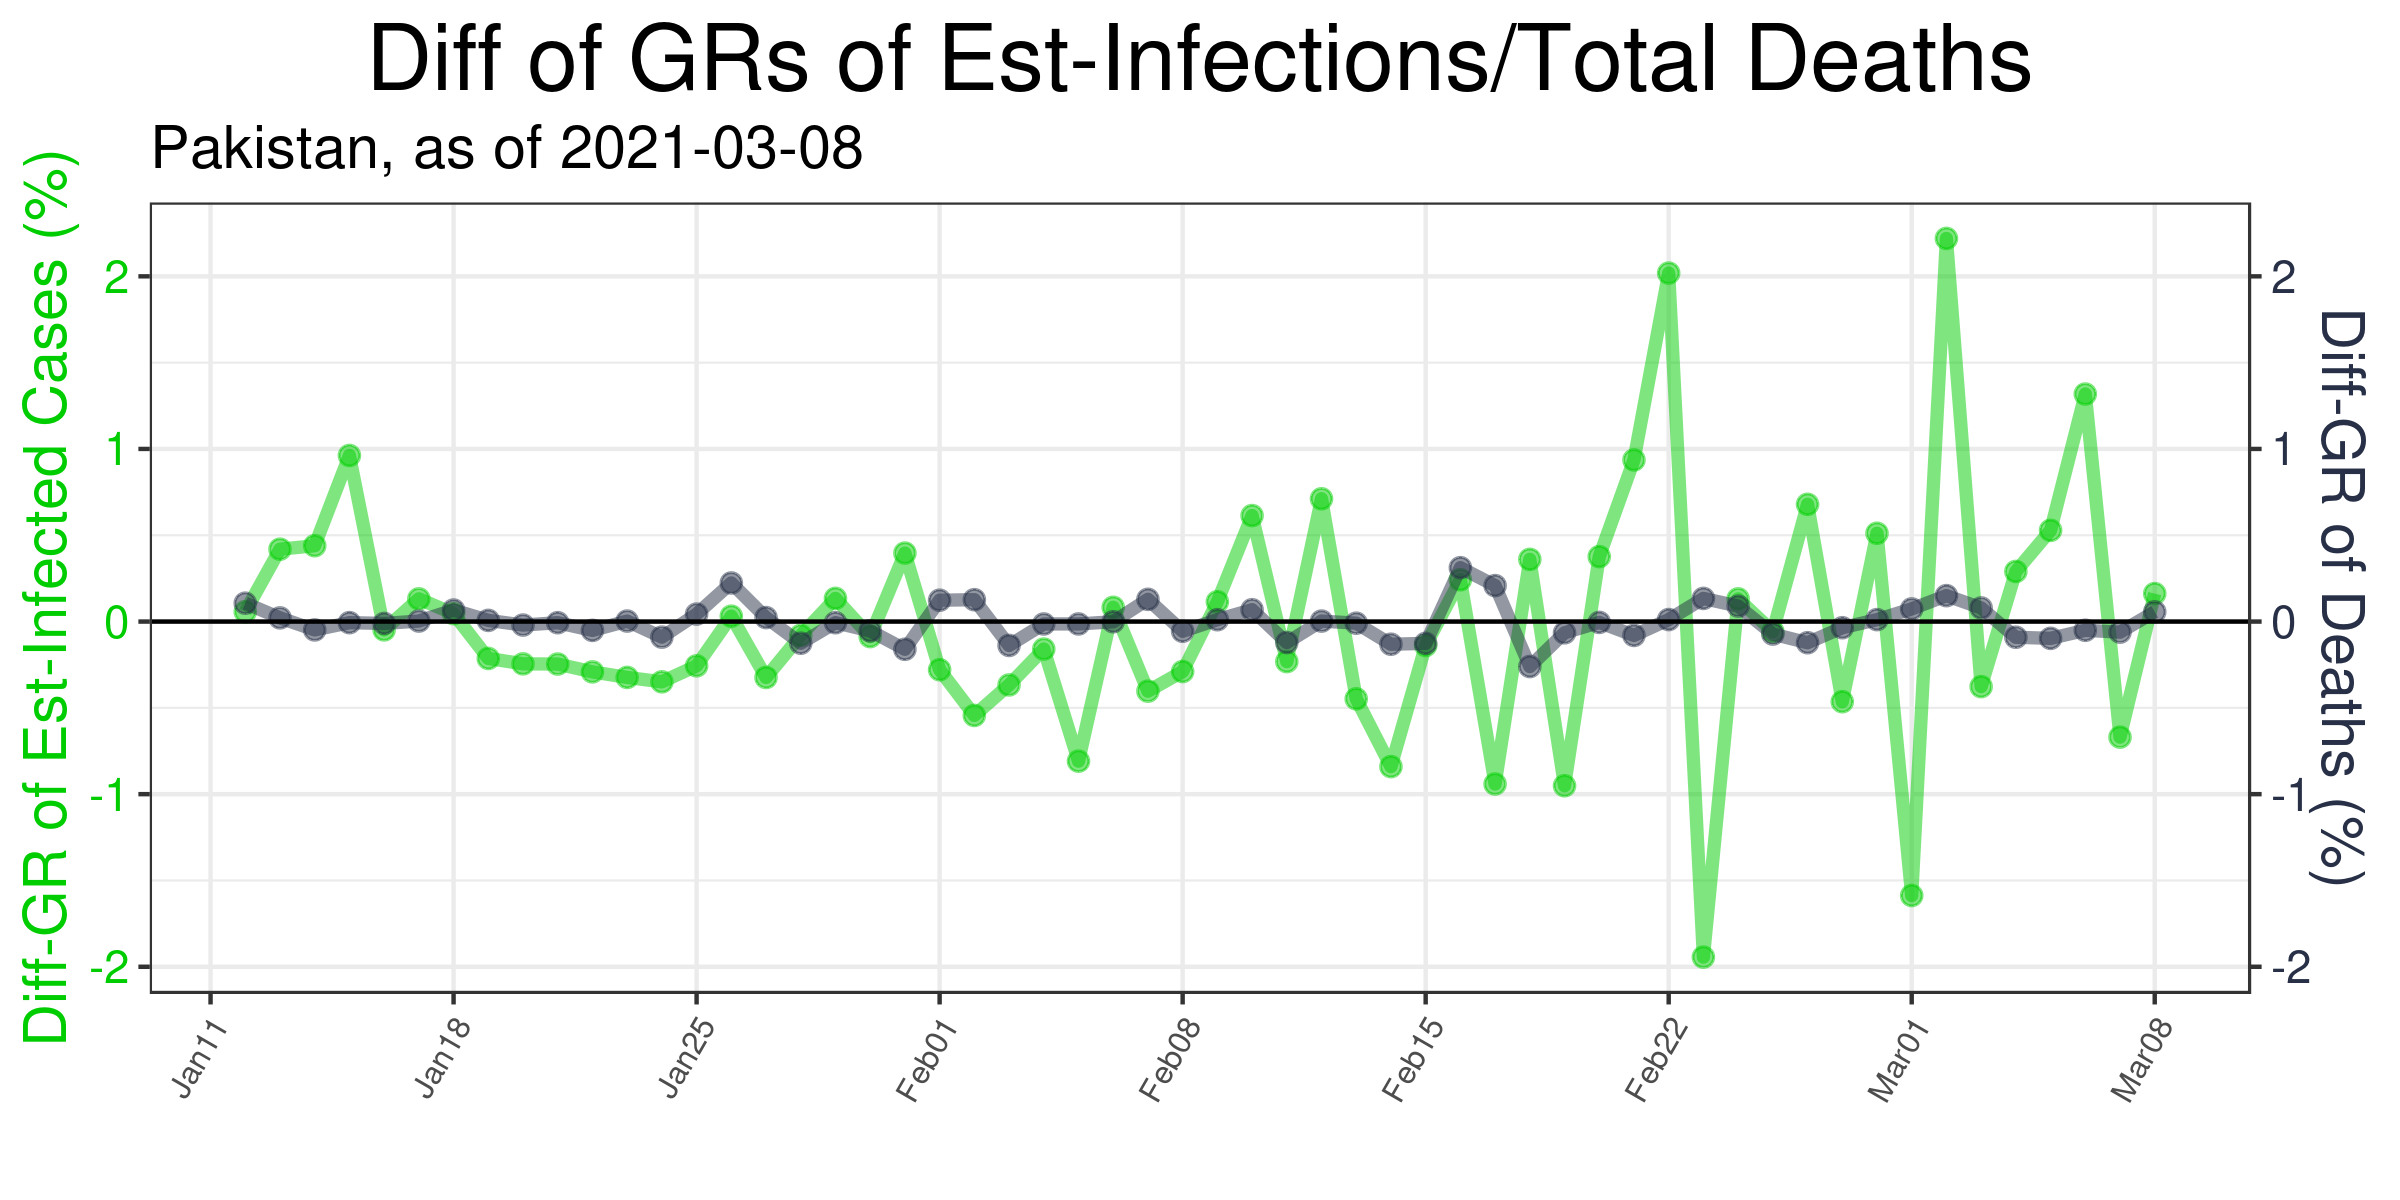 Diff of GRs of Est-Infections/Total Deaths
Pakistan, as of 2021-03-08
Diff-GR of Est-Infected Cases (%)
2
1
0
-1
-2
2
1
0
-1
-2
Diff-GR of Deaths (%)
Jan11
Jan18
Jan25
Feb01
Feb08
Feb15
Feb22
Mar01
Mar08